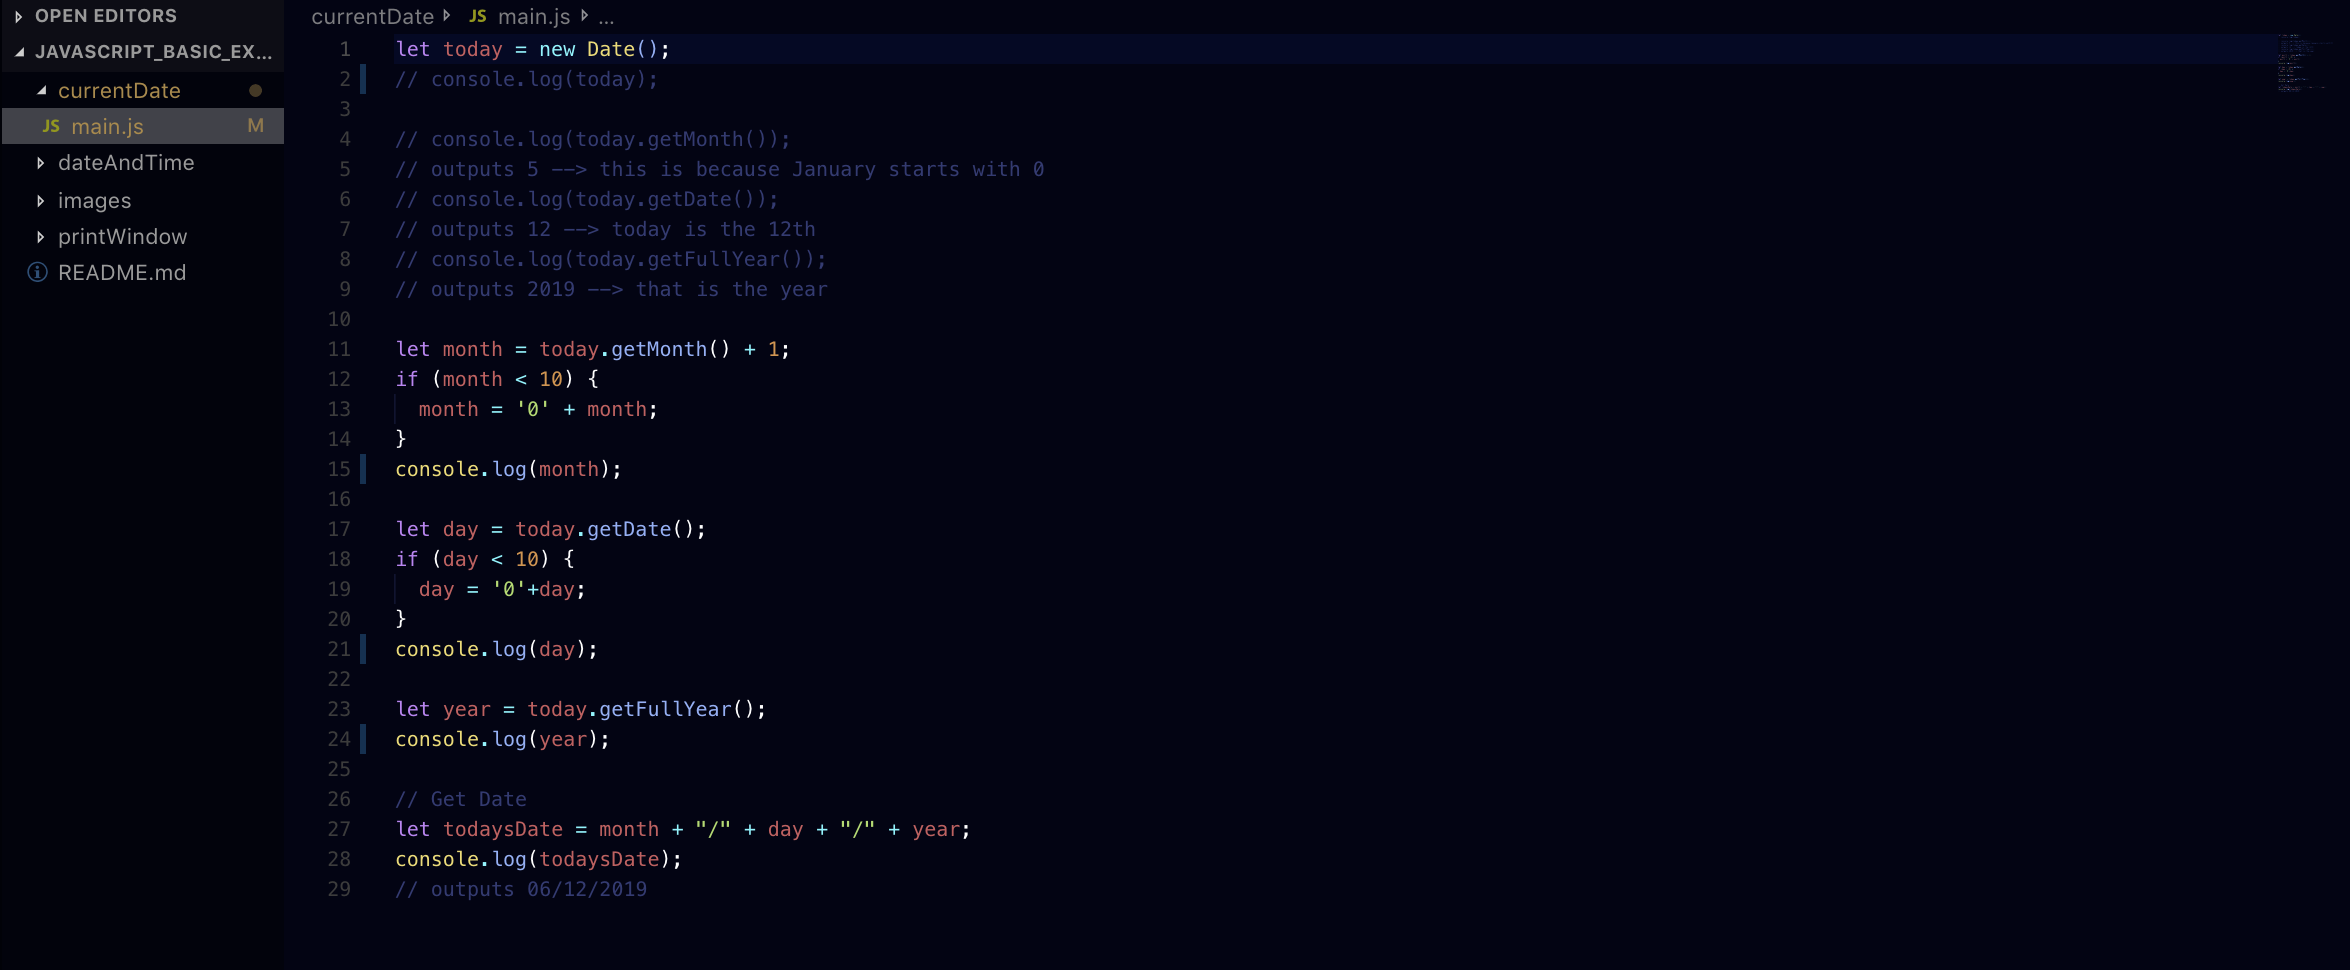 OPEN EDITORS
JAVASCRIPT_BASIC_EX...
currentDate
JS main.js M
dateAndTime
images
printWindow
README.md
currentDate JS main.js ...
1 let today = new Date();
2 // console.log(today);
3
4 // console.log(today.getMonth());
5 // outputs 5 --> this is because January starts with 0
6 // console.log(today.getDate());
7 // outputs 12 --> today is the 12th
8 // console.log(today.getFullYear());
9 // outputs 2019 --> that is the year
10
11 let month = today.getMonth() + 1;
12 if (month < 10) {
13   month = '0' + month;
14 }
15 console.log(month);
16
17 let day = today.getDate();
18 if (day < 10) {
19   day = '0'+day;
20 }
21 console.log(day);
22
23 let year = today.getFullYear();
24 console.log(year);
25
26 // Get Date
27 let todaysDate = month + "/" + day + "/" + year;
28 console.log(todaysDate);
29 // outputs 06/12/2019